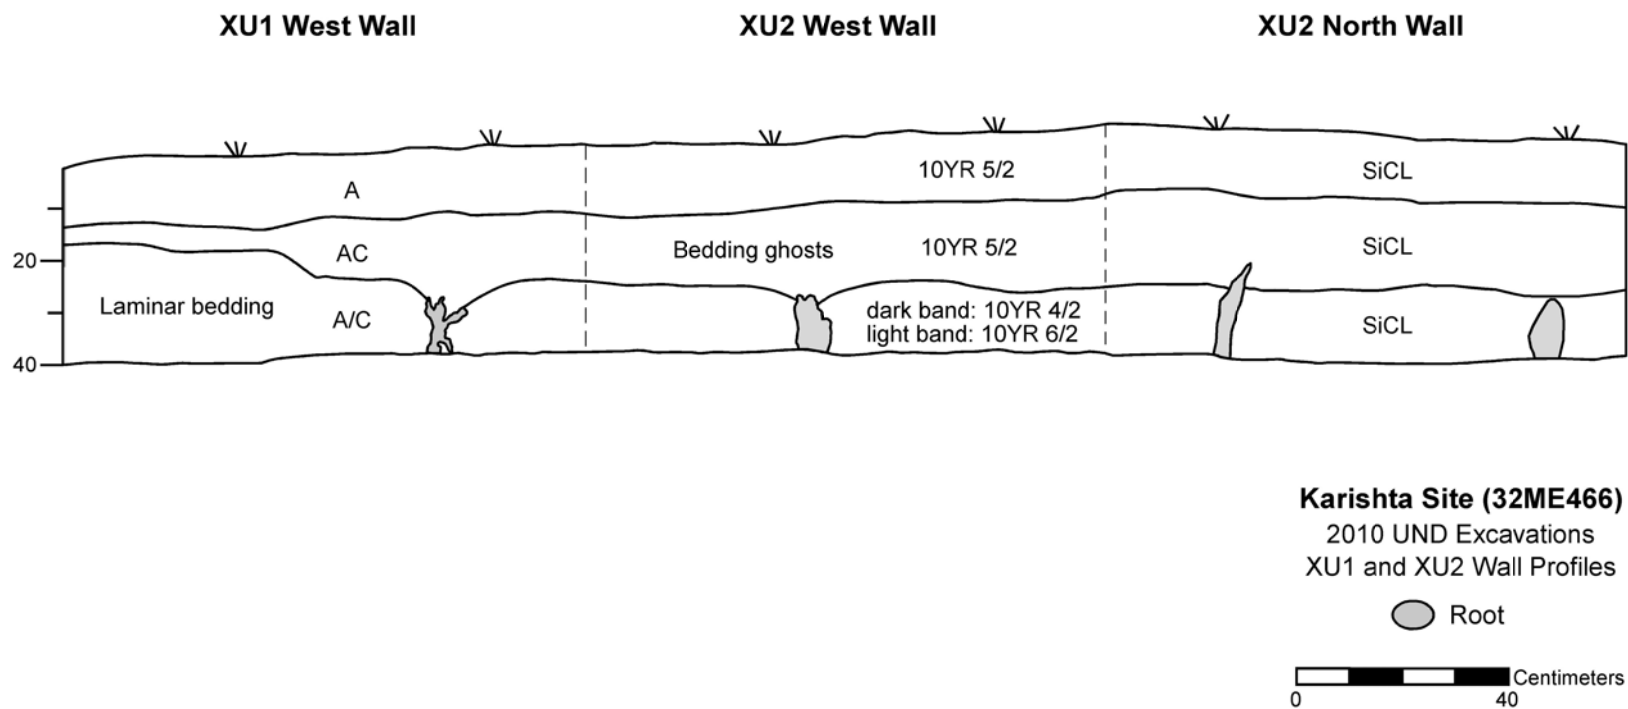 XU1 West Wall
XU2 West Wall
XU2 North Wall
A
10YR 5/2
SiCL
20
AC
Bedding ghosts
10YR 5/2
SiCL
Laminar bedding
A/C
dark band: 10YR 4/2
light band: 10YR 6/2
SiCL
40
Karishta Site (32ME466)
2010 UND Excavations
XU1 and XU2 Wall Profiles
Root
Centimeters
0
40